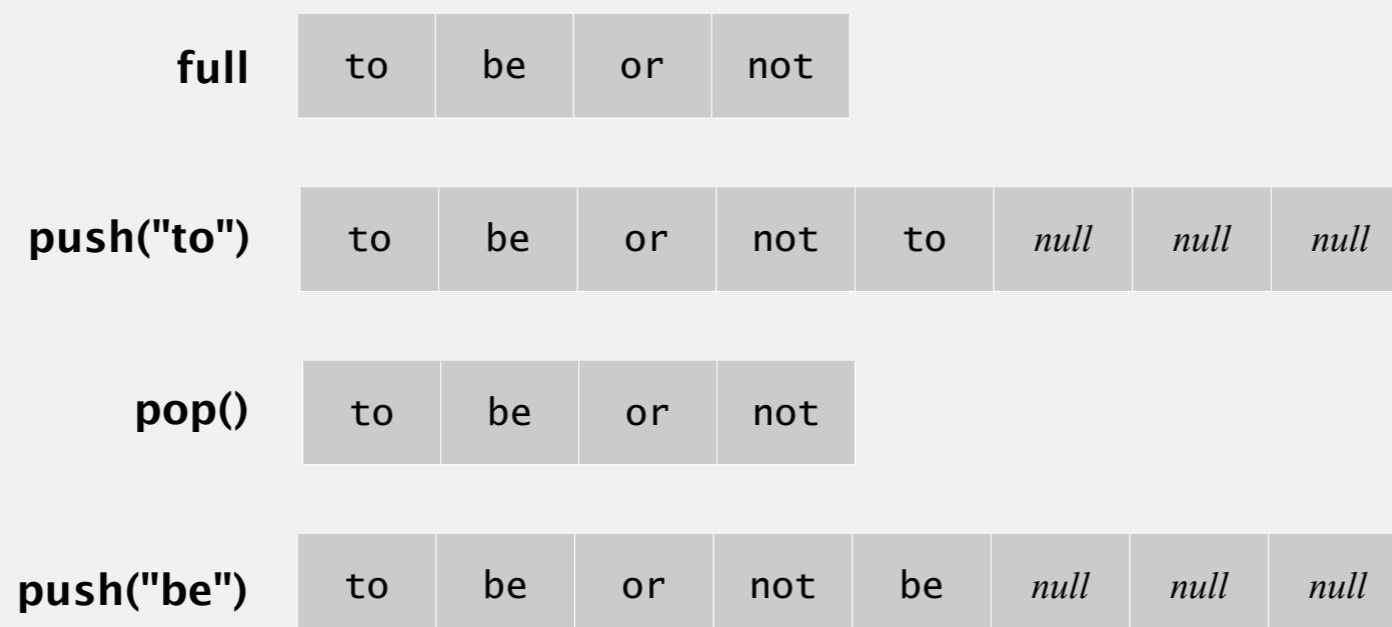 full to be or not
push("to") to be or not to null null null
pop() to be or not
push("be") to be or not be null null null